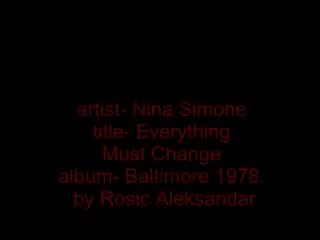 artist- Nina Simone
title- Everything
Must Change
album- Baltimore 1978.
by Rosic Aleksandar